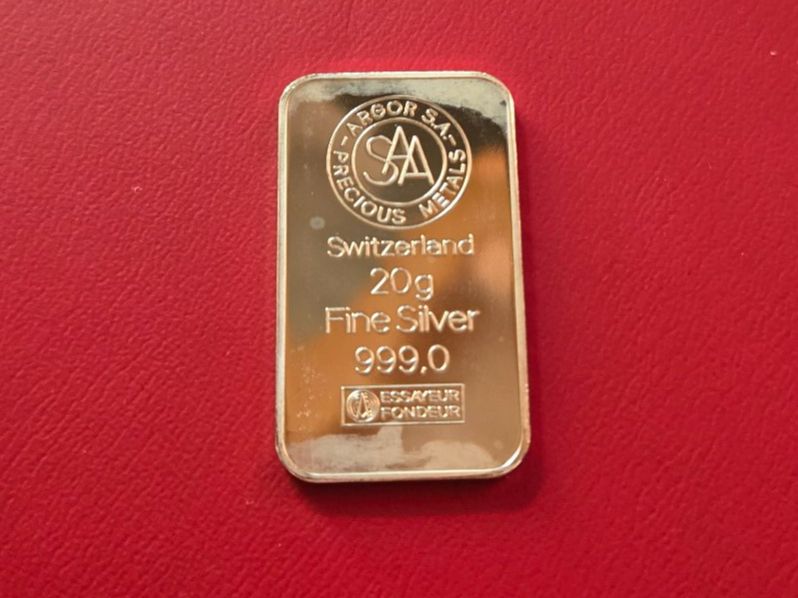 - ARGOR S.A. -
PRECIOUS METALS
SAA
Switzerland
20g
Fine Silver
999,0
ESSAYEUR
FONDEUR